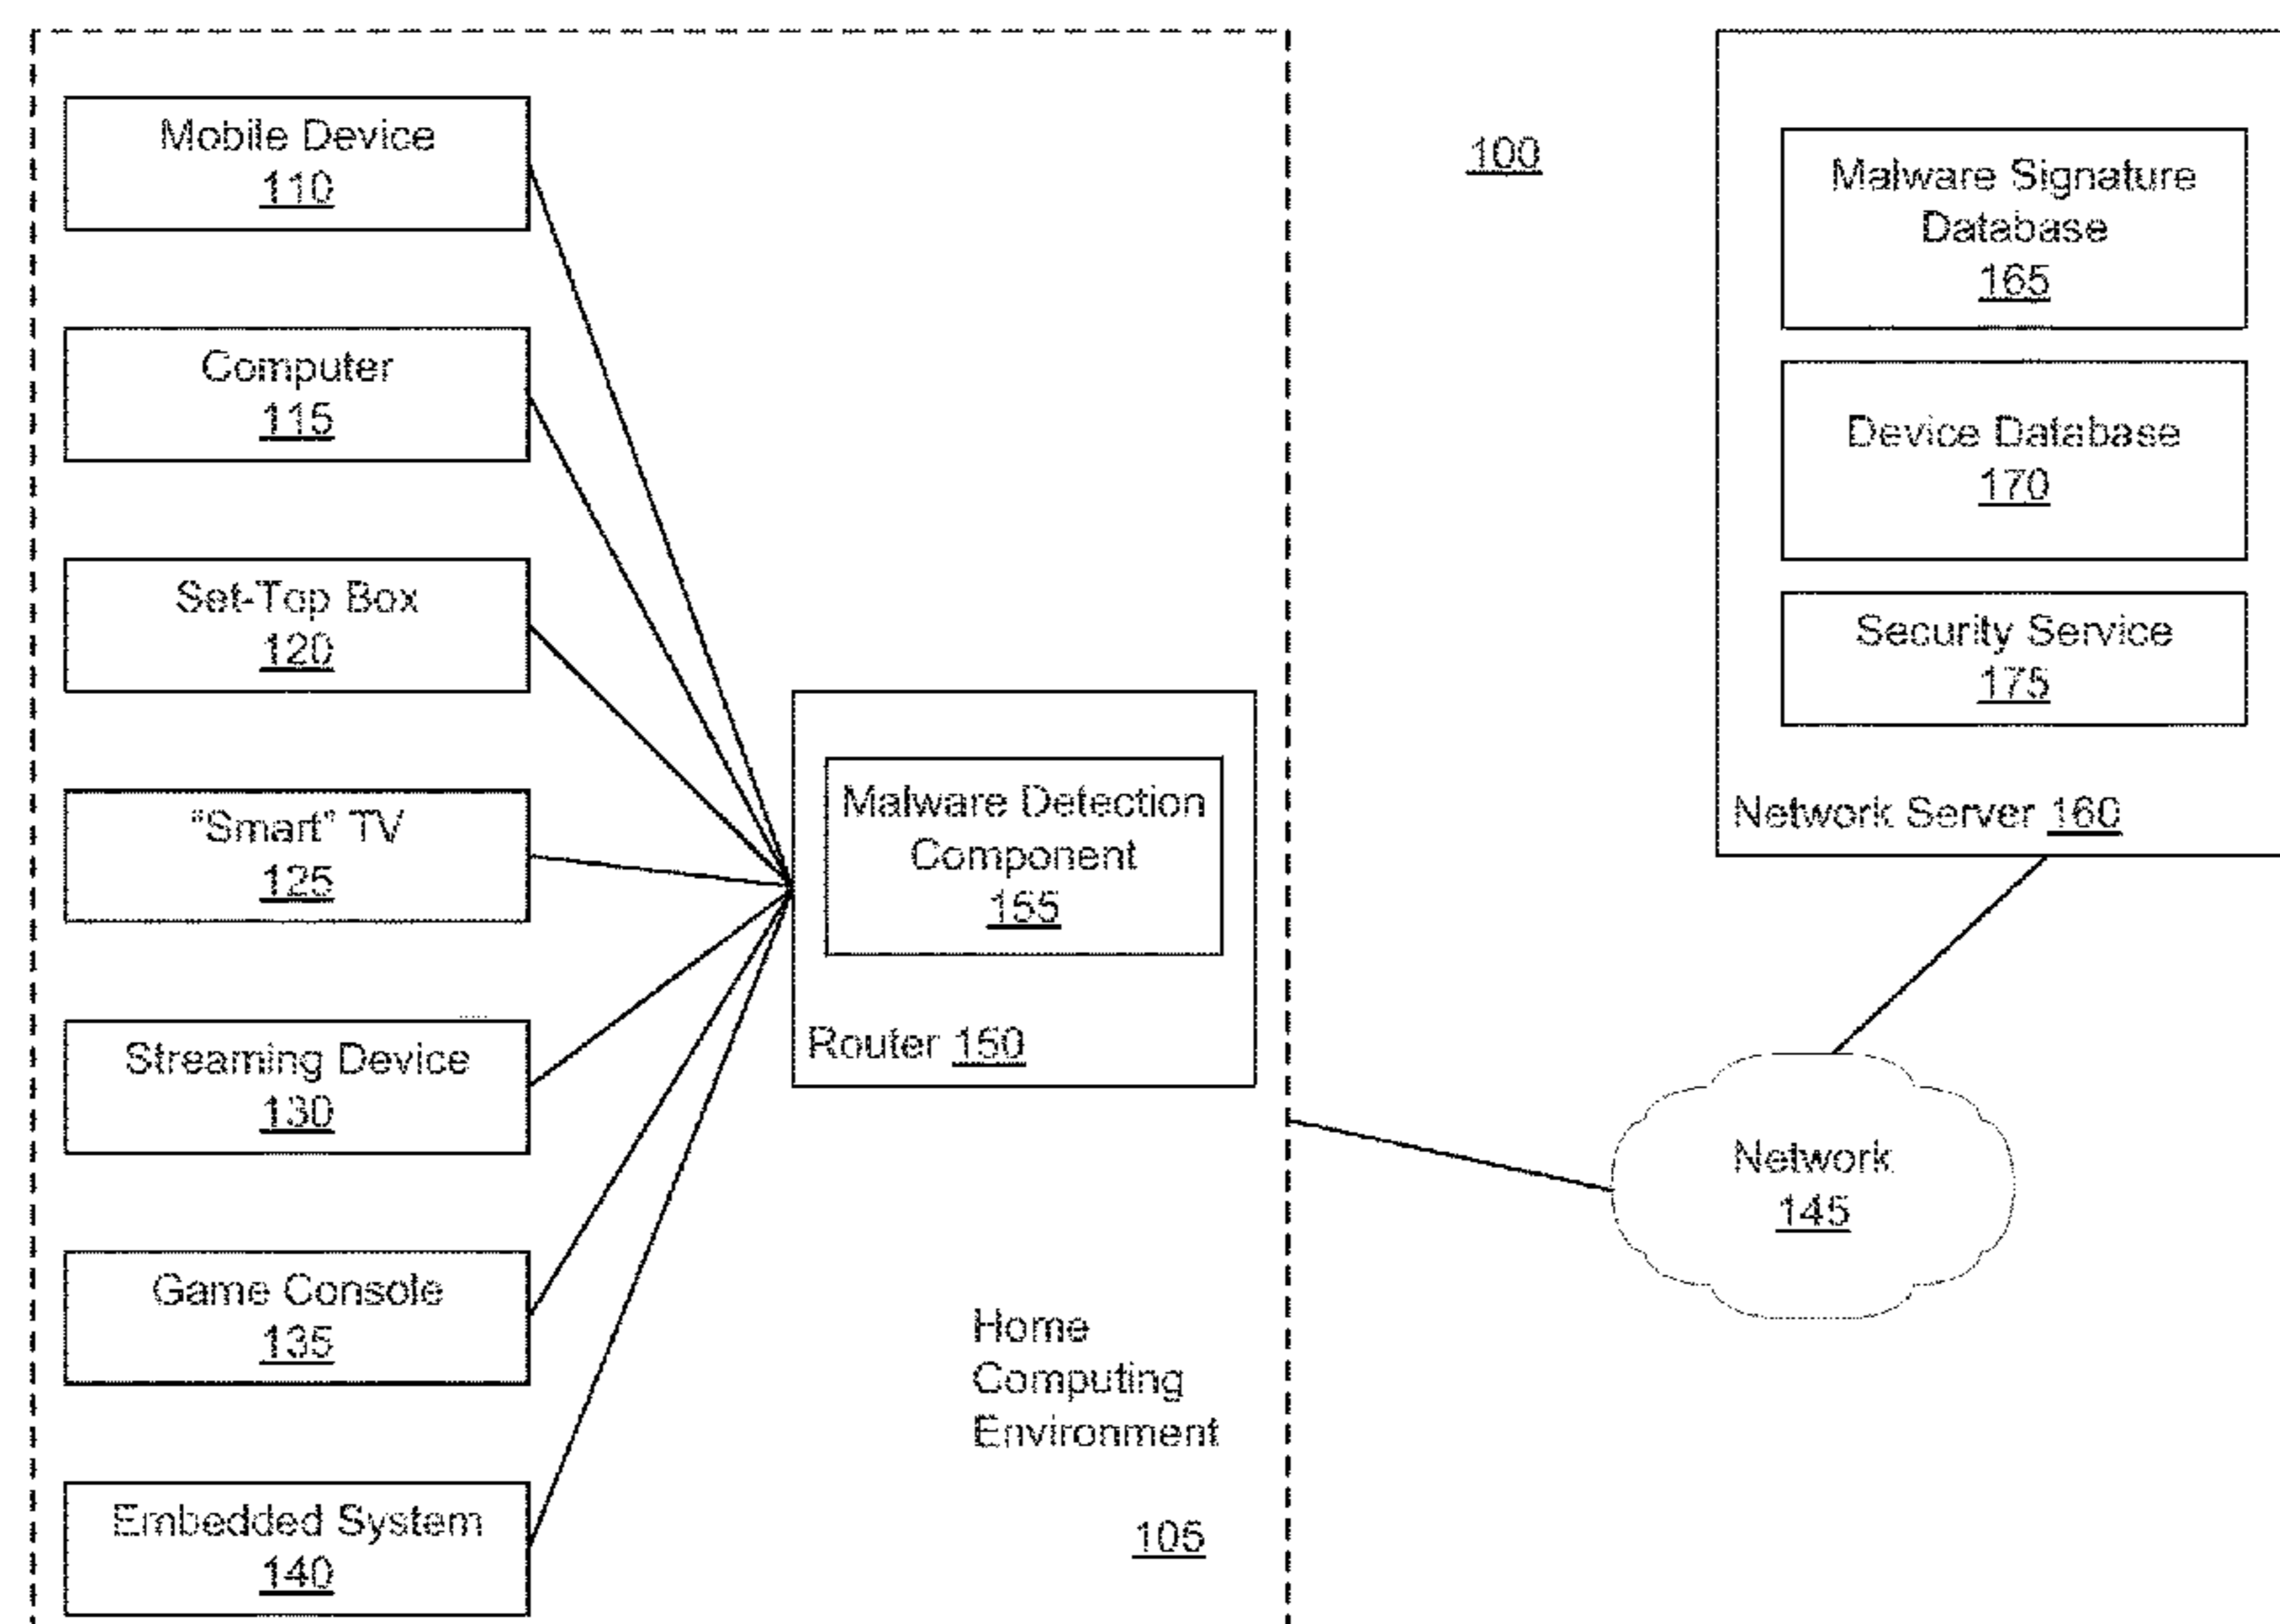 Mobile Device
110
Computer
115
Set-Top Box
120
"Smart" TV
125
Streaming Device
130
Game Console
135
Embedded System
140
Malware Detection
Component
155
Router 150
Home
Computing
Environment
105
100
Malware Signature
Database
165
Device Database
170
Security Service
175
Network Server 160
Network
145